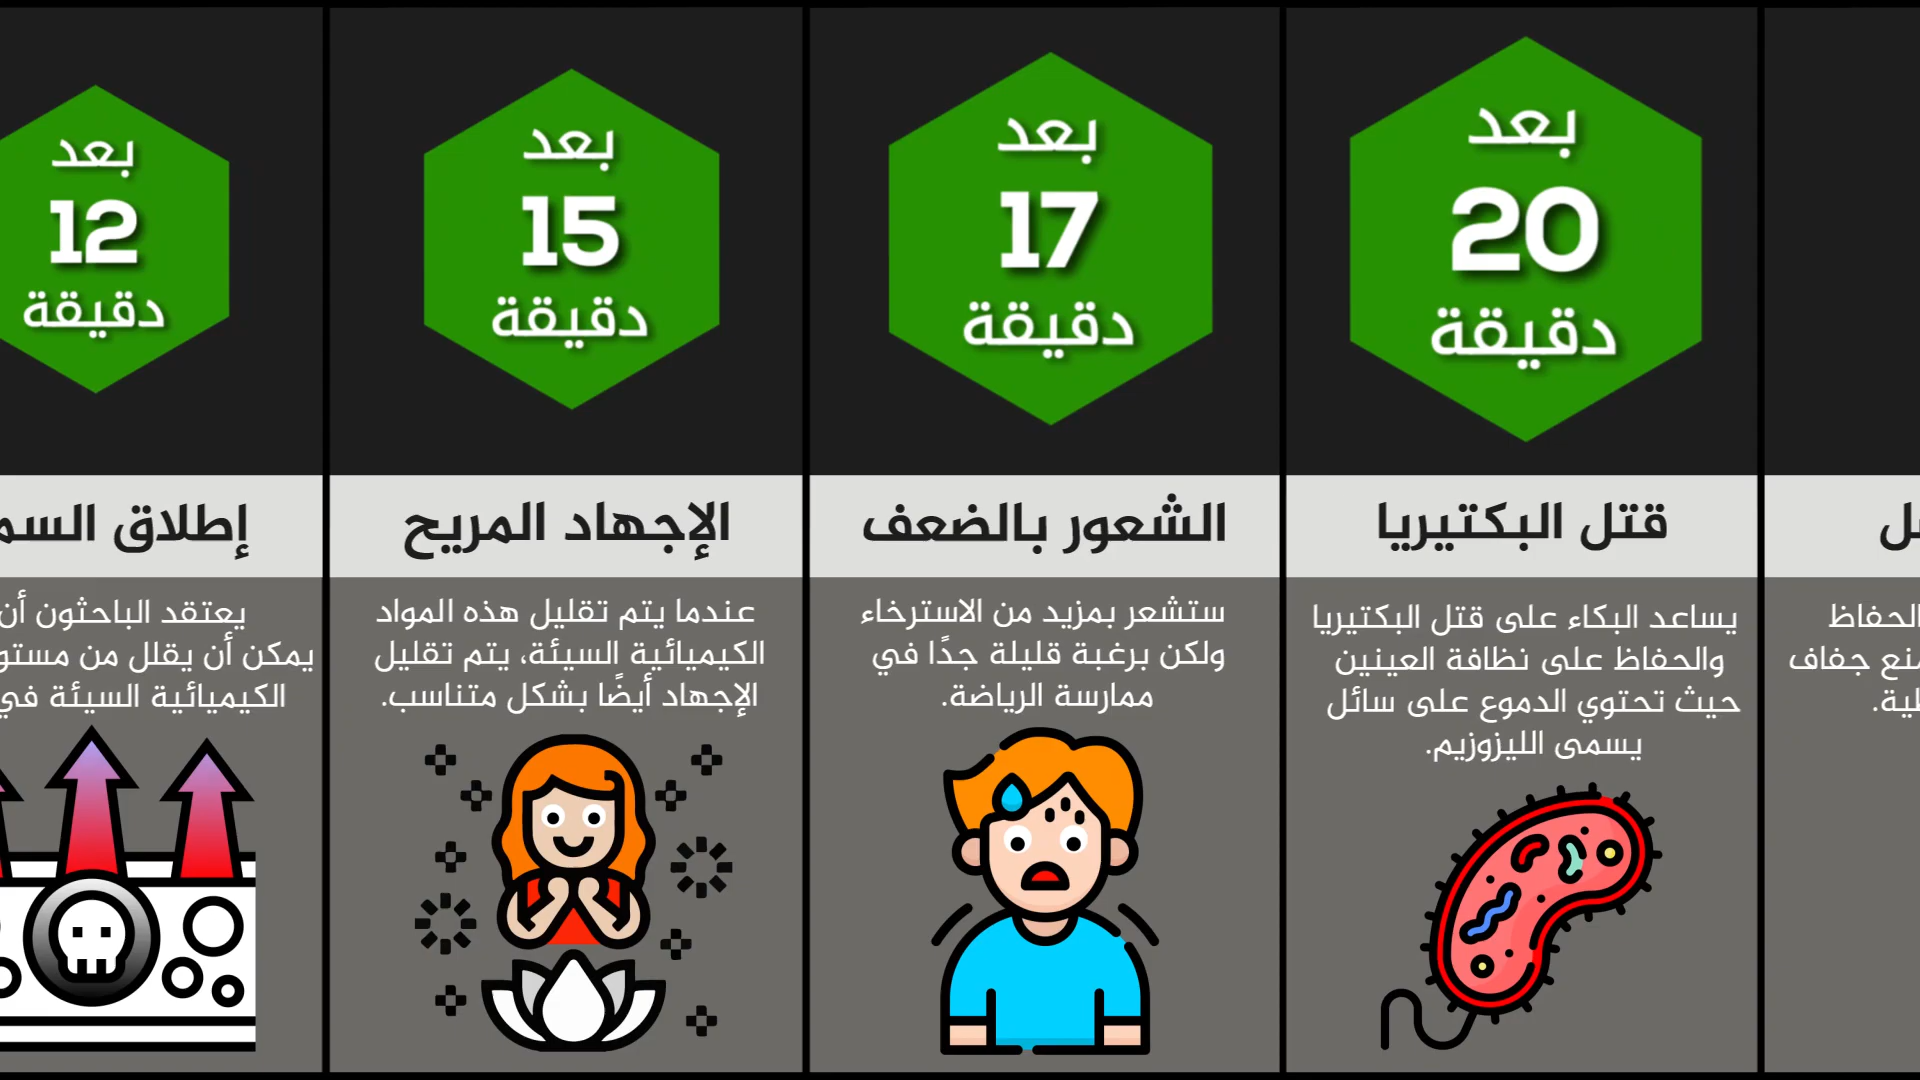 بعد
12
دقيقة
إطلاق
يعتقد الباحثون أن
يمكن أن يقلل من
الكيميائية السيئة في
بعد
15
دقيقة
الإجهاد المريح
عندما يتم تقليل هذه المواد
الكيميائية السيئة، يتم تقليل
الإجهاد أيضًا بشكل متناسب.
بعد
17
دقيقة
الشعور بالضعف
ستشعر بمزيد من الاسترخاء
ولكن برغبة قليلة جدًا في
ممارسة الرياضة.
بعد
20
دقيقة
قتل البكتيريا
يساعد البكاء على قتل البكتيريا
والحفاظ على نظافة العينين
حيث تحتوي الدموع على سائل
يسمى الليزوزيم.
الحفاظ
جفاف